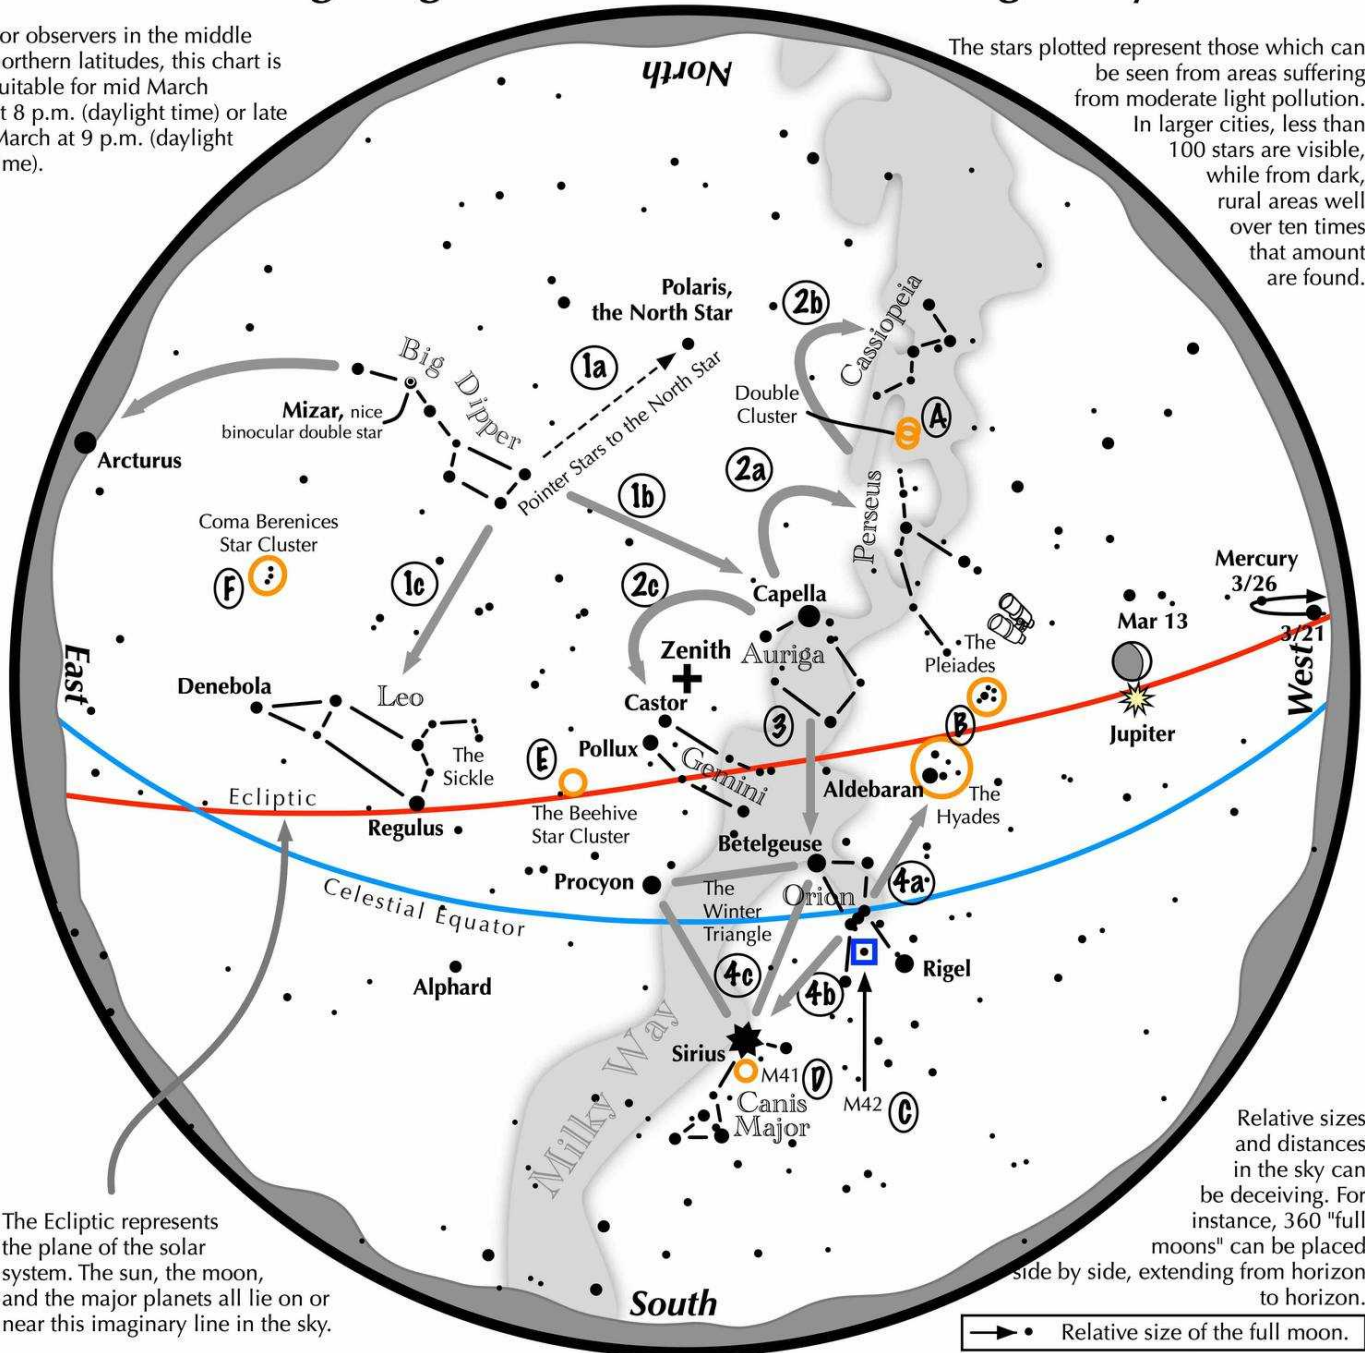 or observers in the middle
orthern latitudes, this chart is
uitable for mid March
t 8 p.m. (daylight time) or late
March at 9 p.m. (daylight
me).
The stars plotted represent those which can
be seen from areas suffering
from moderate light pollution.
In larger cities, less than
100 stars are visible,
while from dark,
rural areas well
over ten times
that amount
are found.
North
Polaris,
the North Star
2b
Cassiopeia
1a
Big Dipper
Pointer Stars to the North Star
Double
Cluster
A
Mizar, nice
binocular double star
Arcturus
2a
1b
Perseus
Coma Berenices
Star Cluster
F
1c
2c
Capella
Mercury
3/26
3/21
Mar 13
Zenith
Auriga
The
Pleiades
East
West
Denebola
Leo
Castor
3
B
Jupiter
The
Sickle
E
Pollux
Gemini
Aldebaran
The
Hyades
Ecliptic
Regulus
The Beehive
Star Cluster
Betelgeuse
Procyon
The
Winter
Triangle
Orion
4a
Celestial Equator
Alphard
4c
4b
Rigel
Milky Way
Sirius
M41
D
M42
C
Canis
Major
Relative sizes
and distances
in the sky can
be deceiving. For
instance, 360 "full
moons" can be placed
side by side, extending from horizon
to horizon.
The Ecliptic represents
the plane of the solar
system. The sun, the moon,
and the major planets all lie on or
near this imaginary line in the sky.
South
Relative size of the full moon.